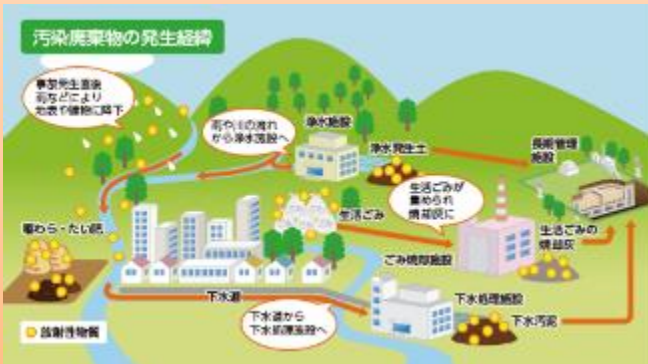 汚染廃棄物の発生経緯
事故発生直後
雨などにより
地表や建物に降下
雨や川の流れ
から浄水施設へ
浄水施設
浄水発生土
長期管理
施設
生活ごみ
生活ごみが
集められ
焼却灰に
稲わら・たい肥
ごみ焼却施設
生活ごみの
焼却灰
下水道
下水道から
下水処理施設へ
下水処理施設
下水汚泥
放射性物質